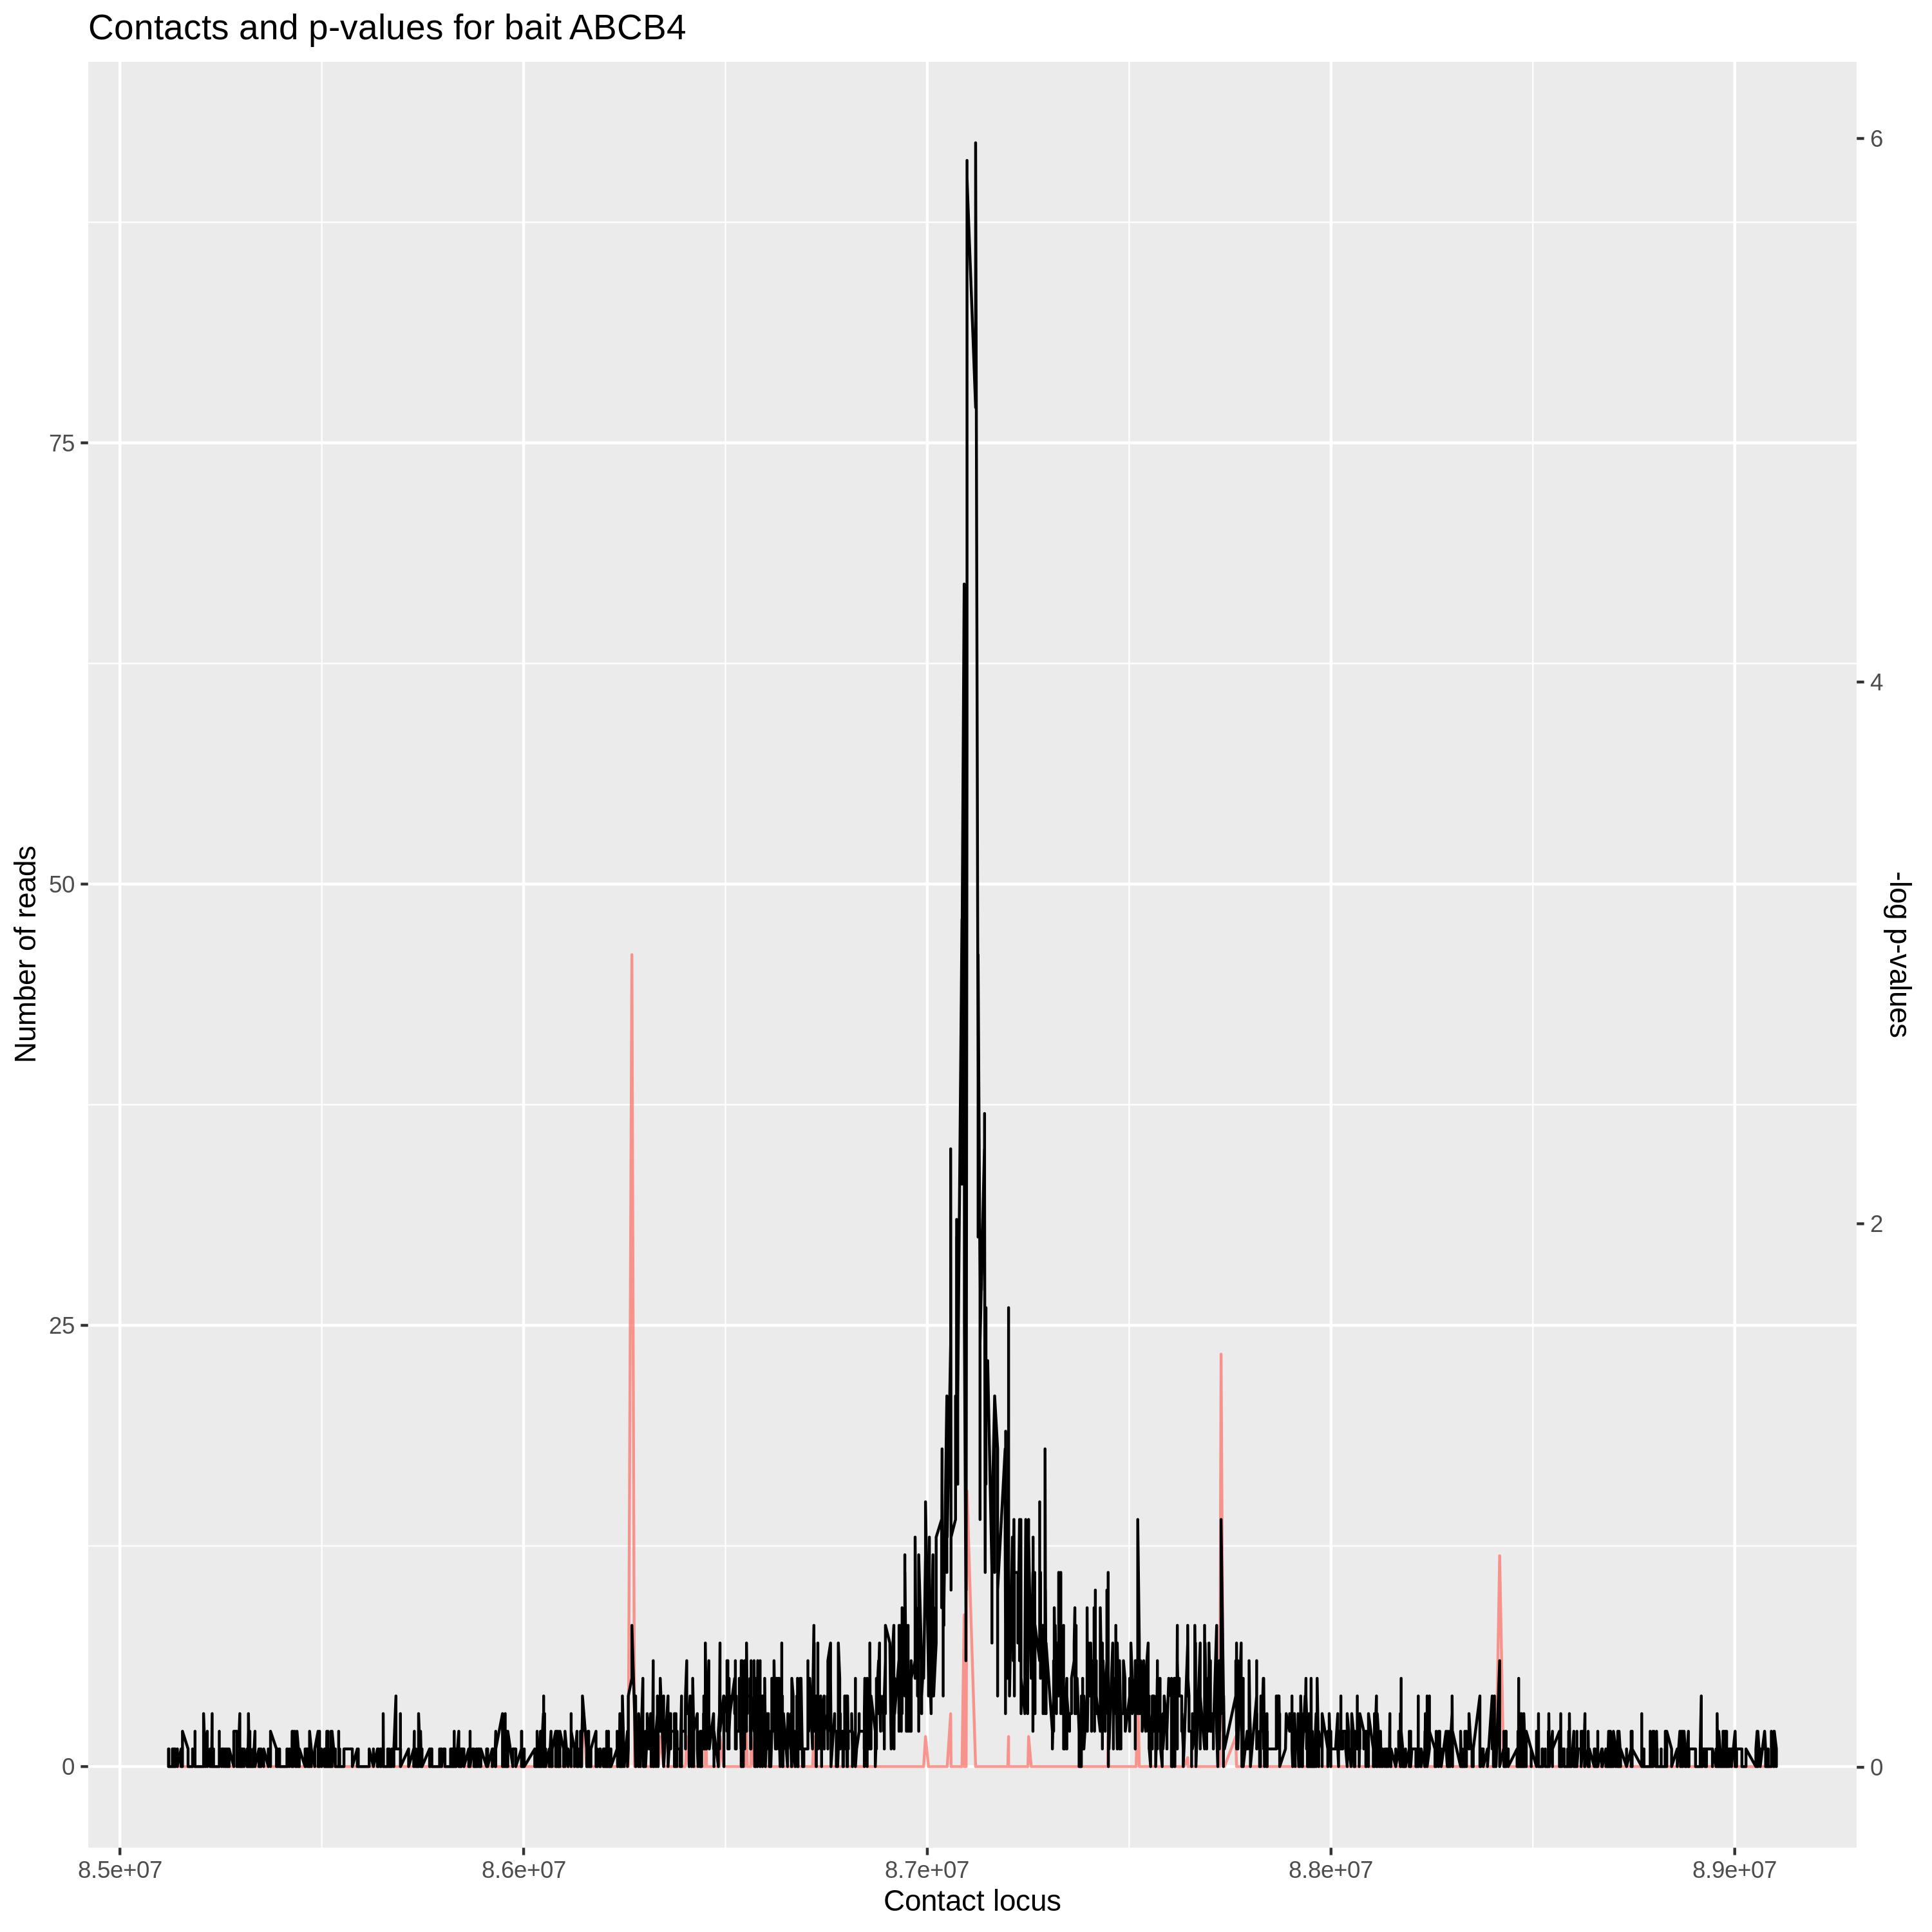 Contacts and p-values for bait ABCB4
Number of reads
75
50
25
0
6
4
2
0
-log p-values
8.5e+07 8.6e+07 8.7e+07 8.8e+07 8.9e+07
Contact locus